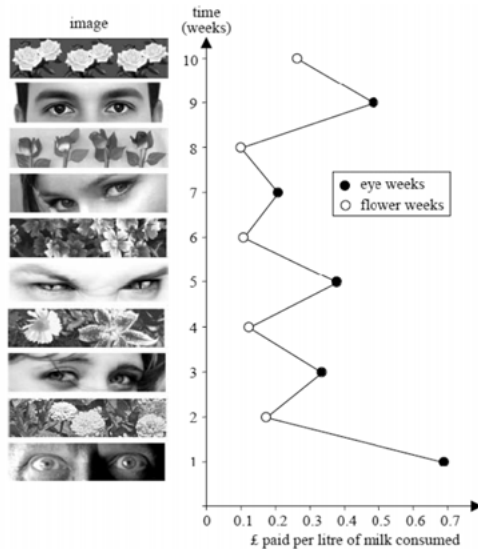 image
time
(weeks)
10
9
8
7
6
5
4
3
2
1
eye weeks
flower weeks
0 0.1 0.2 0.3 0.4 0.5 0.6 0.7
£ paid per litre of milk consumed